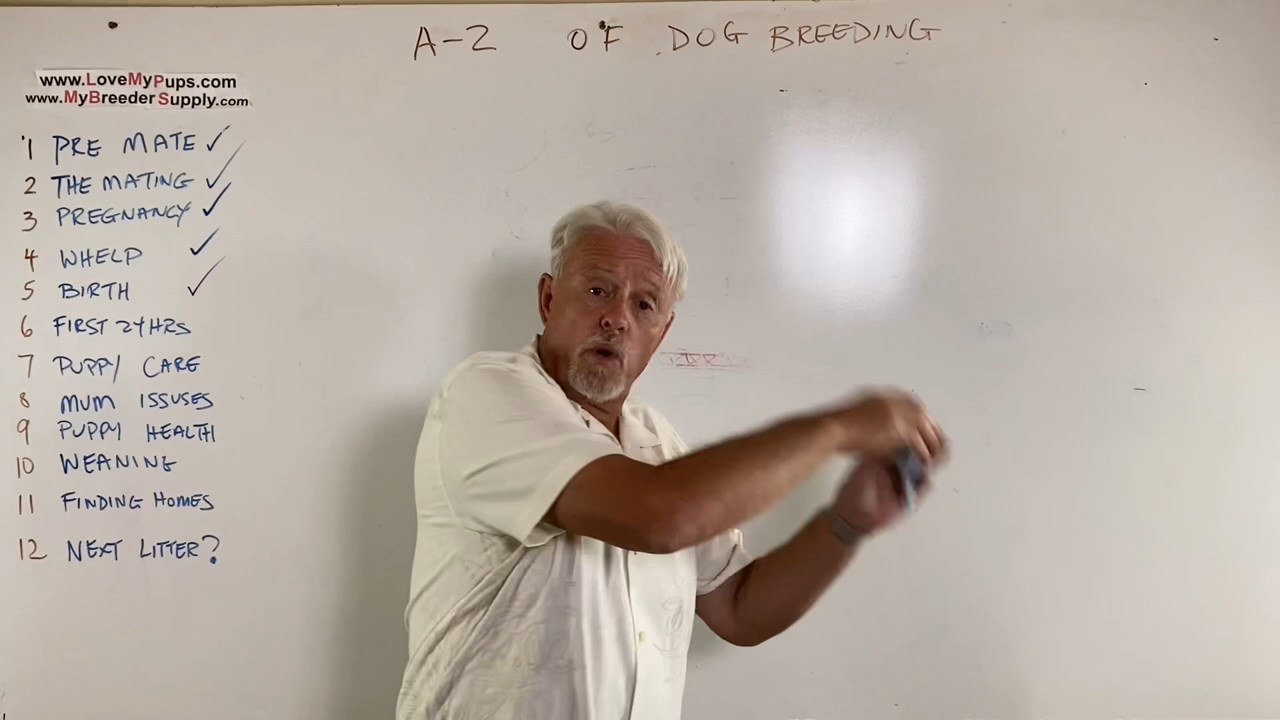 A-Z OF DOG BREEDING
www.LoveMyPups.com
www.MyBreederSupply.com
1 PRE MATE ✓
2 THE MATING ✓
3 PREGNANCY ✓
4 WHELP ✓
5 BIRTH ✓
6 FIRST 24HRS
7 PUPPY CARE
8 MUM ISSUSES
9 PUPPY HEALTH
10 WEANING
11 FINDING HOMES
12 NEXT LITTER?